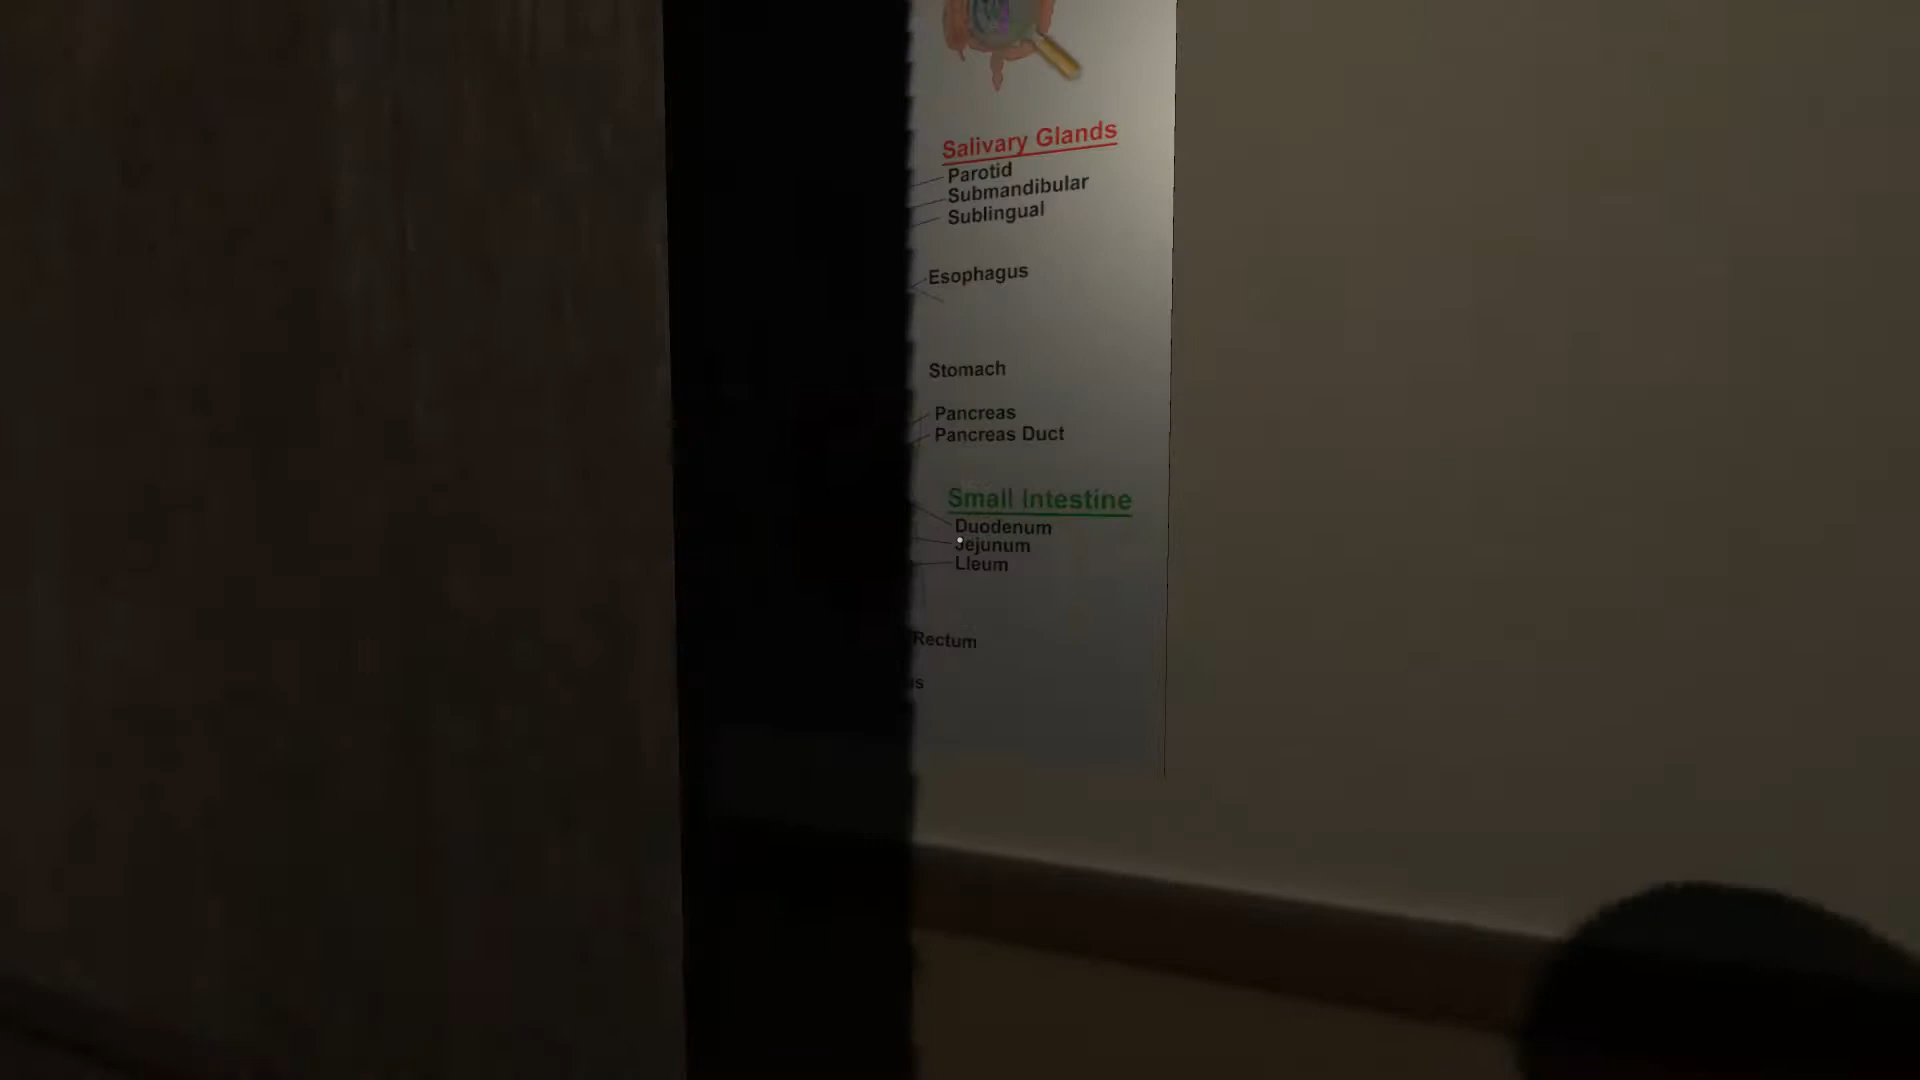 Salivary Glands
Parotid
Submandibular
Sublingual
Esophagus
Stomach
Pancreas
Pancreas Duct
Small Intestine
Duodenum
Jejunum
Lleum
Rectum